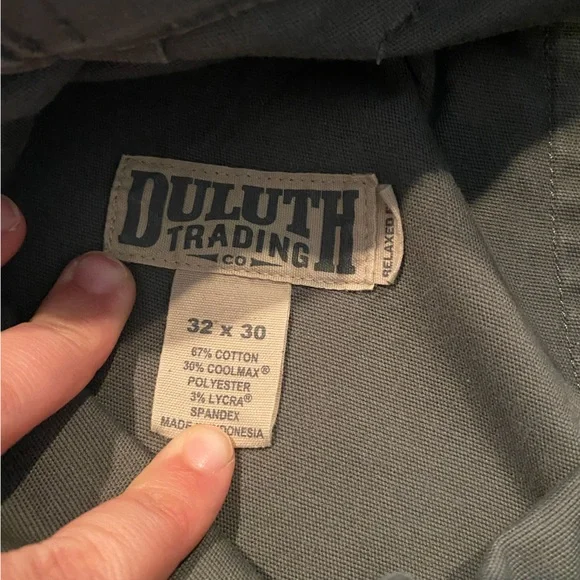 DULUTH
TRADING
CO
RELAXED
32 x 30
67% COTTON
30% COOLMAX®
POLYESTER
3% LYCRA®
SPANDEX
MADE